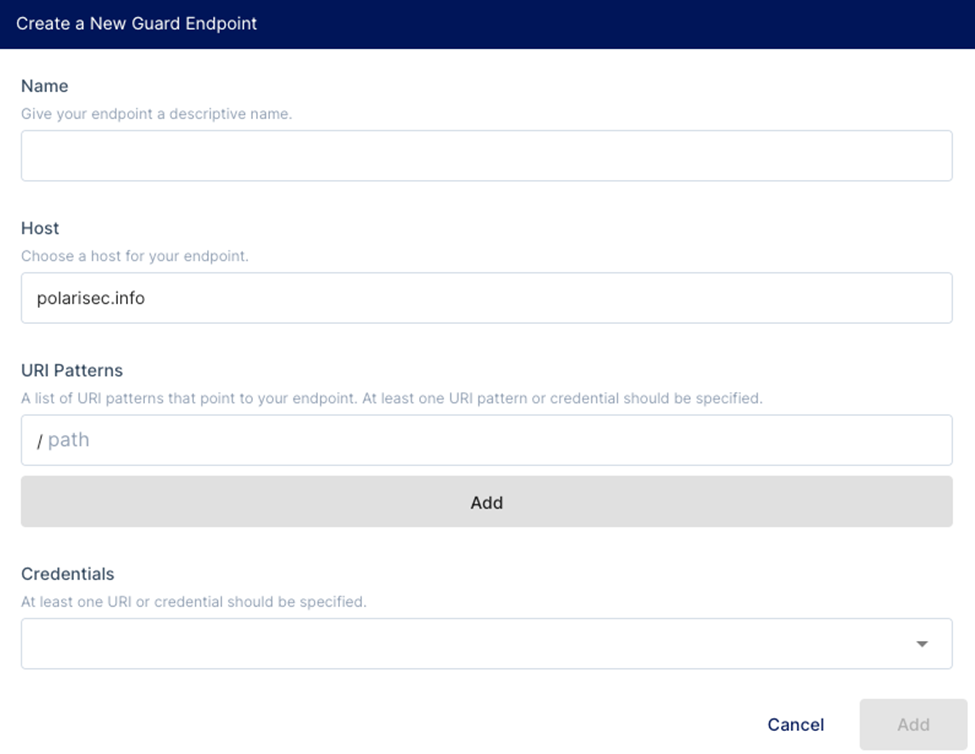 Create a New Guard Endpoint
Name
Give your endpoint a descriptive name.
Host
Choose a host for your endpoint.
polarisec.info
URI Patterns
A list of URI patterns that point to your endpoint. At least one URI pattern or credential should be specified.
/ path
Add
Credentials
At least one URI or credential should be specified.
Cancel Add